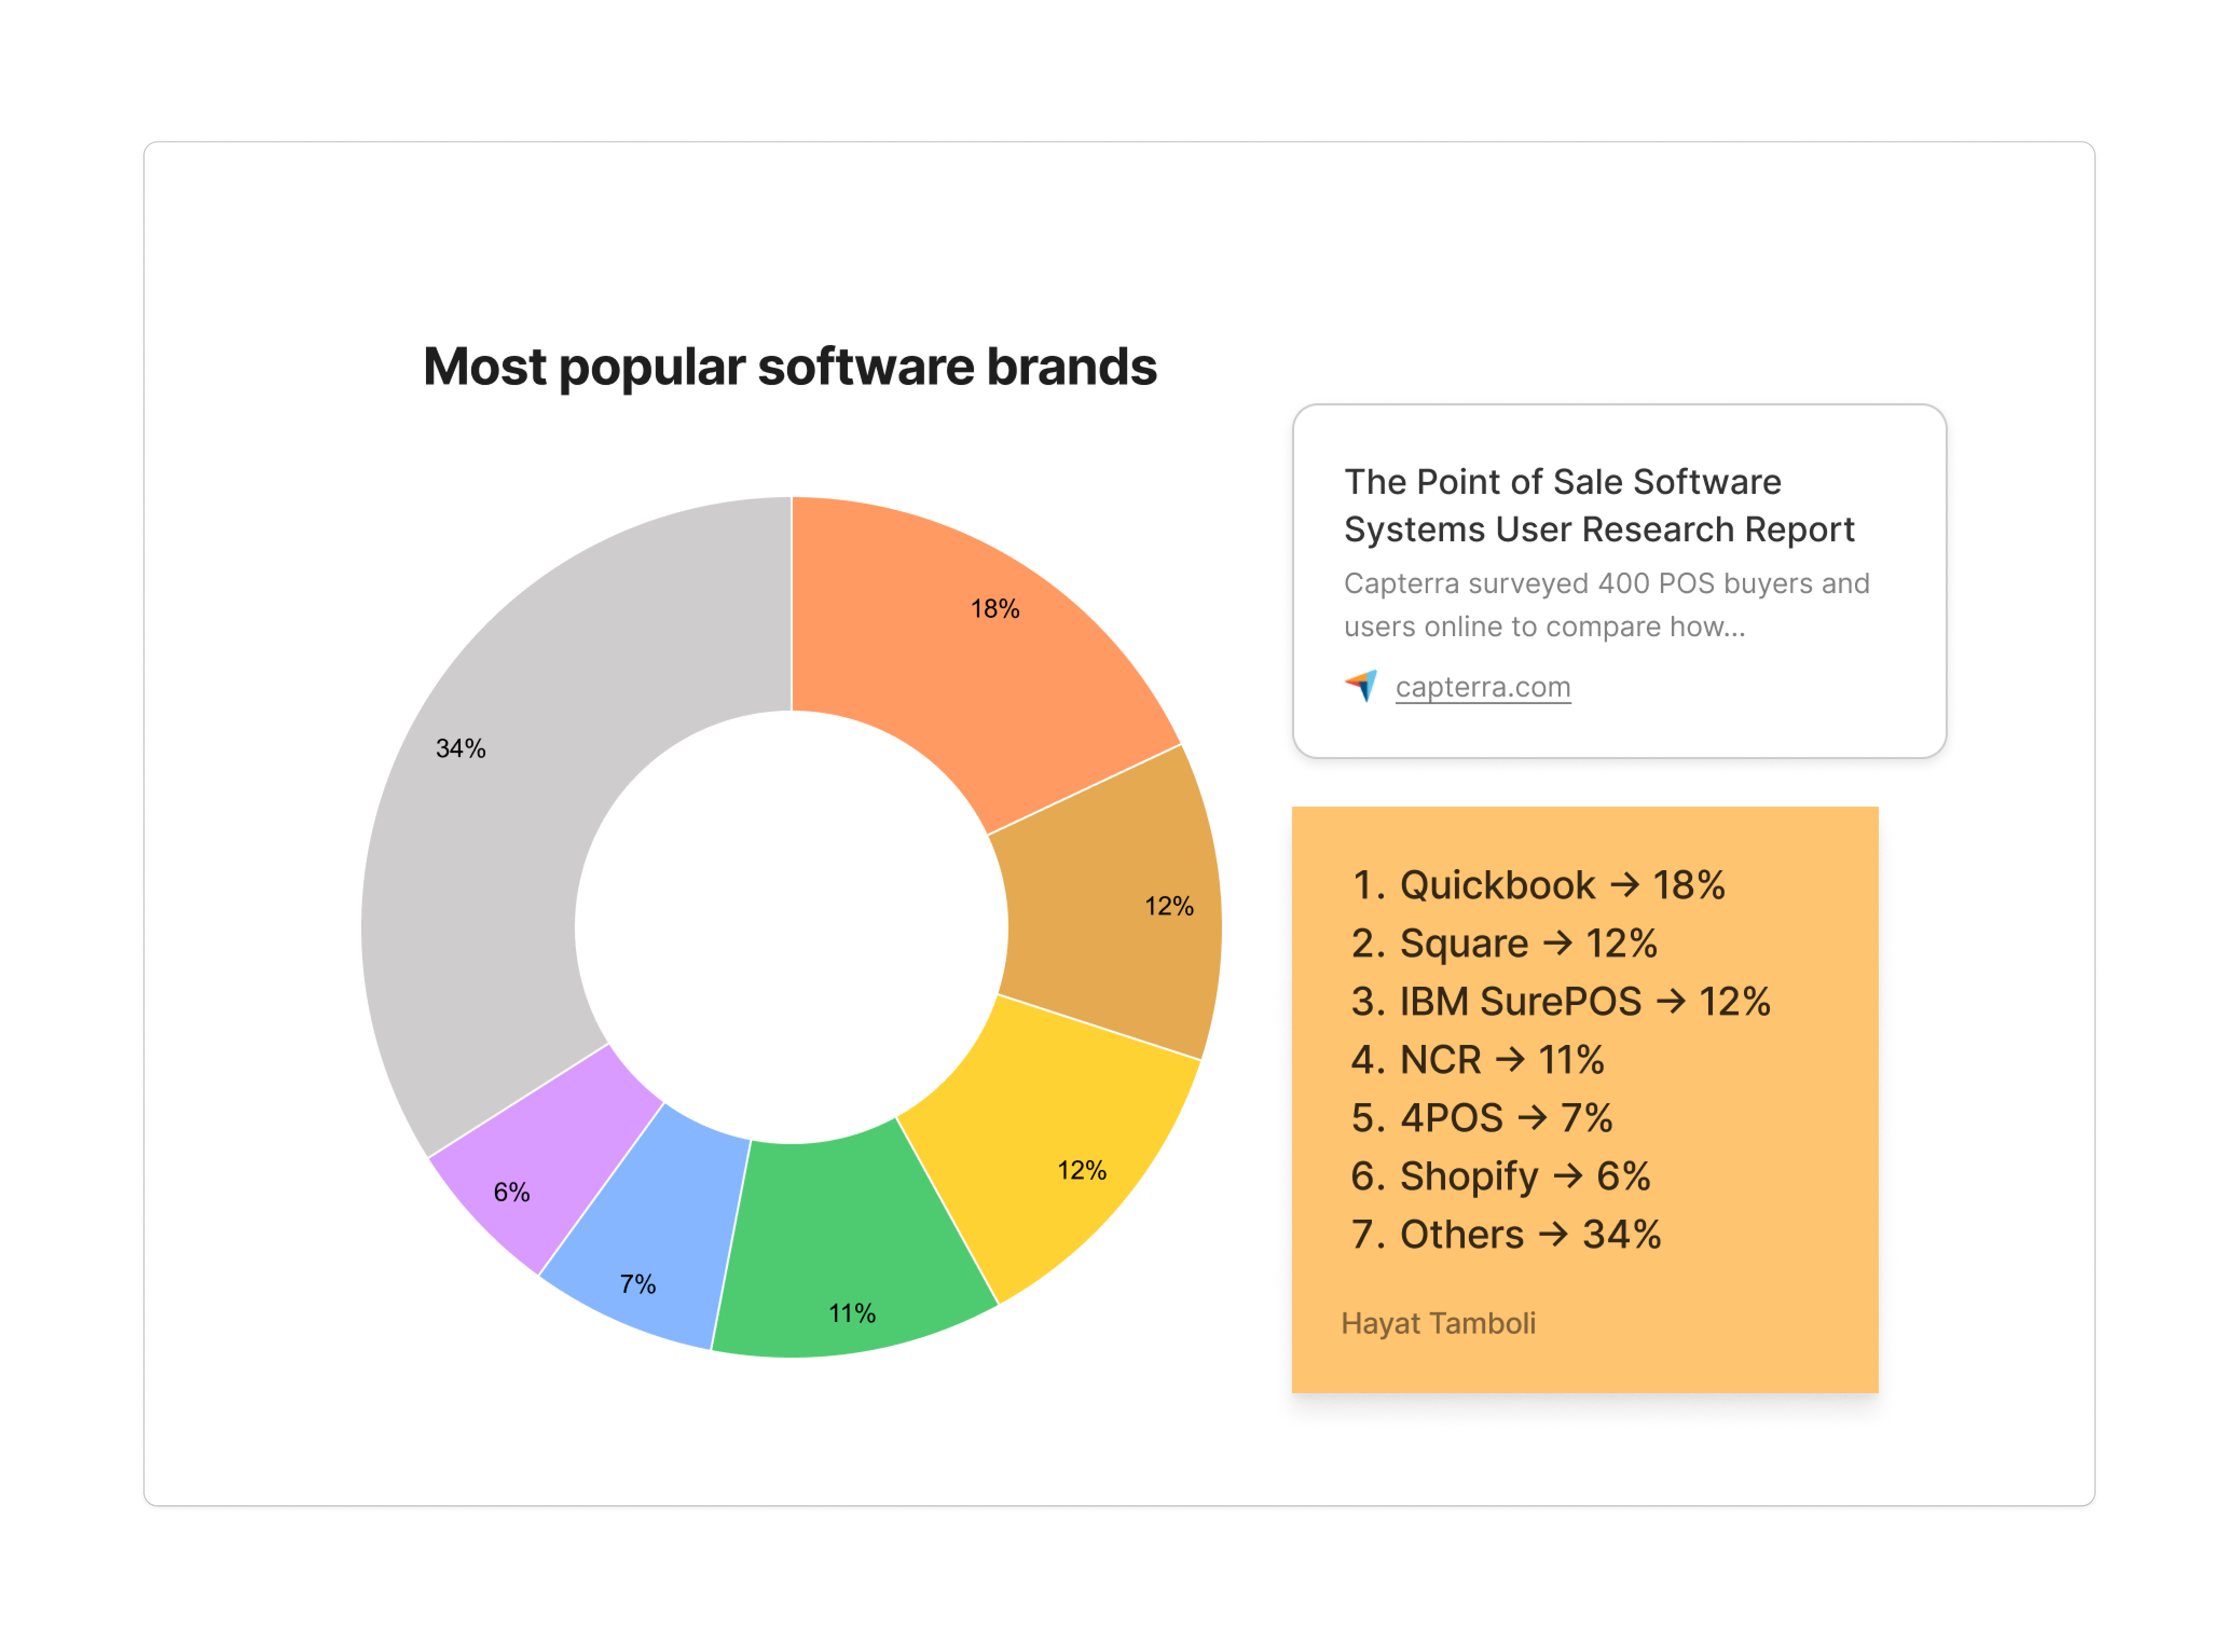 Most popular software brands
18%
12%
12%
11%
7%
6%
34%
The Point of Sale Software
Systems User Research Report
Capterra surveyed 400 POS buyers and
users online to compare how...
capterra.com
1. Quickbook → 18%
2. Square → 12%
3. IBM SurePOS → 12%
4. NCR → 11%
5. 4POS → 7%
6. Shopify → 6%
7. Others → 34%
Hayat Tamboli